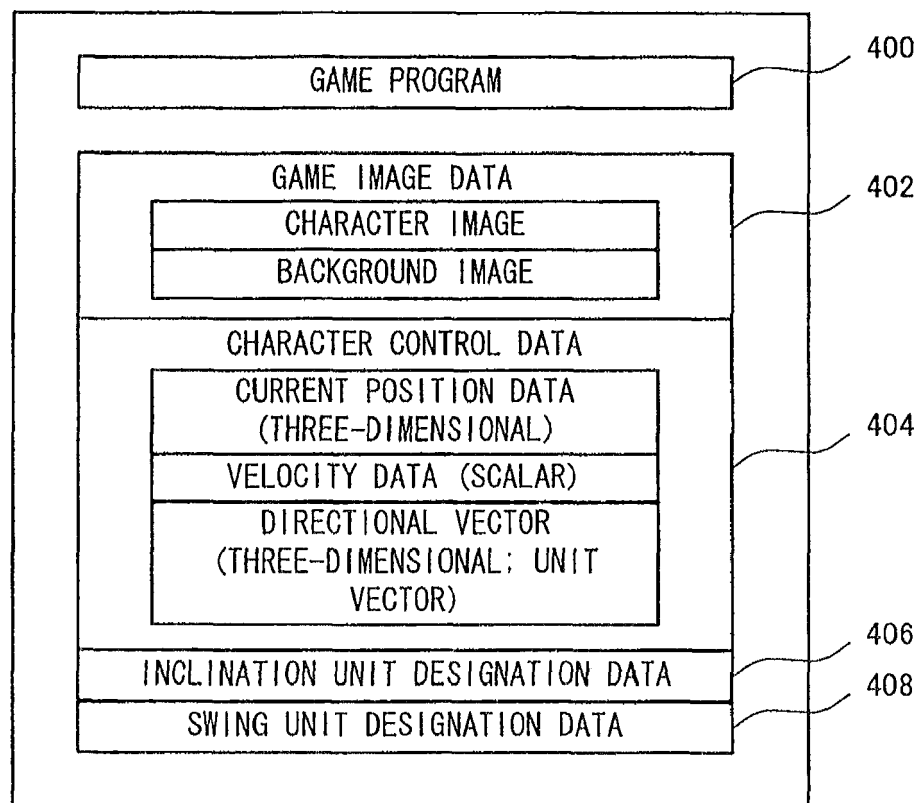 GAME PROGRAM
400
GAME IMAGE DATA
402
CHARACTER IMAGE
BACKGROUND IMAGE
CHARACTER CONTROL DATA
CURRENT POSITION DATA
(THREE-DIMENSIONAL)
404
VELOCITY DATA (SCALAR)
DIRECTIONAL VECTOR
(THREE-DIMENSIONAL; UNIT
VECTOR)
INCLINATION UNIT DESIGNATION DATA
406
SWING UNIT DESIGNATION DATA
408